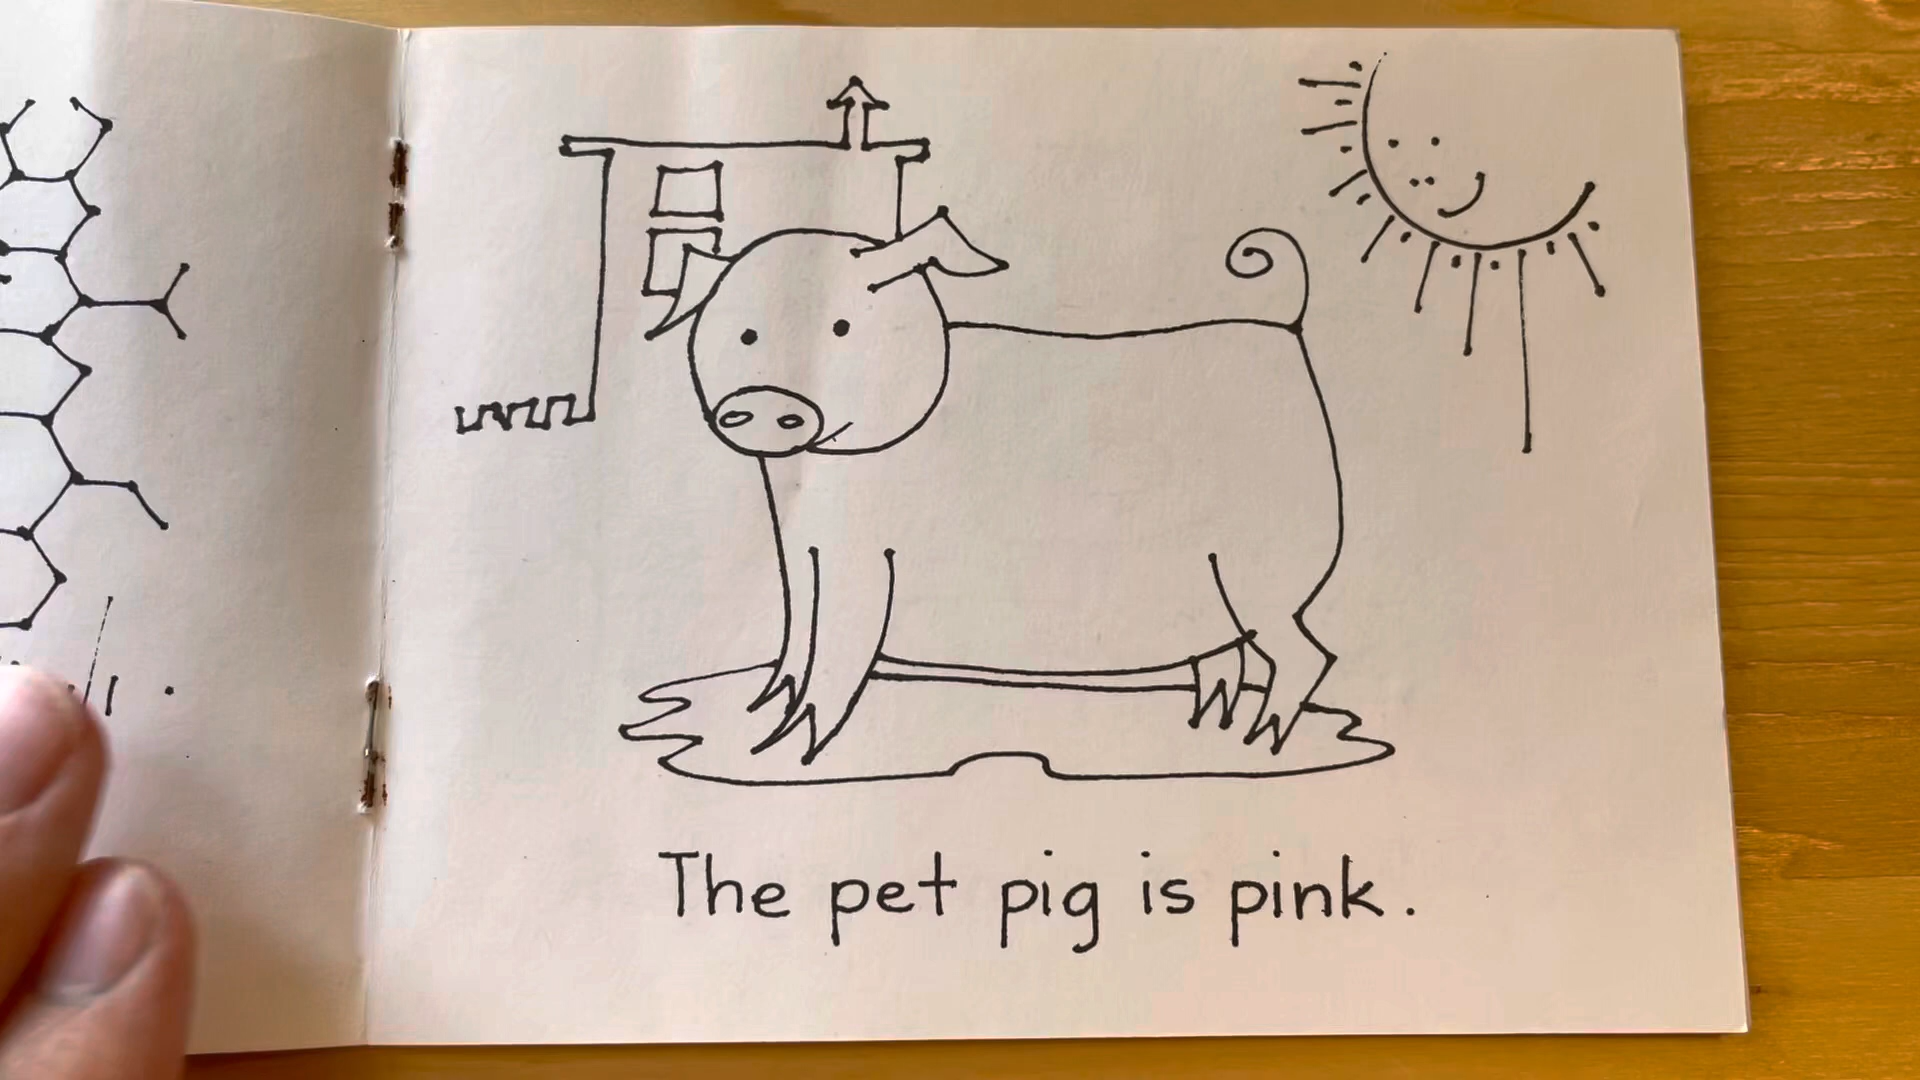 The pet pig is pink.